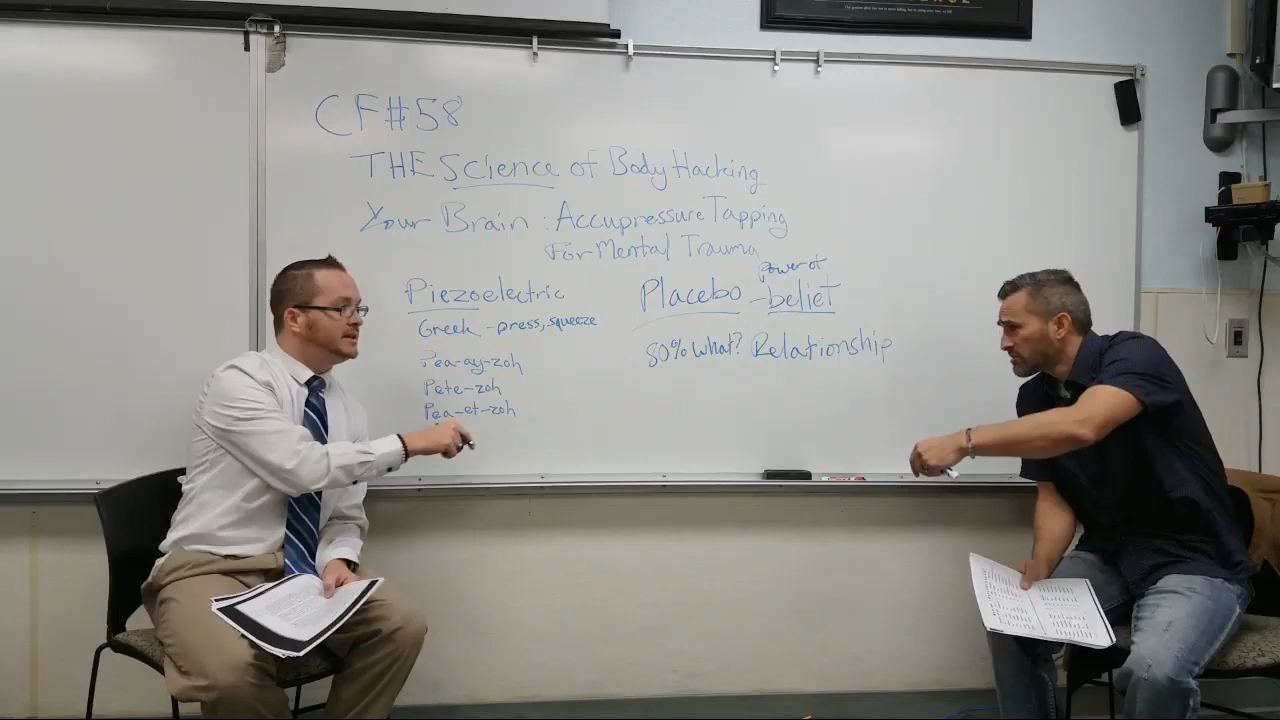 CF#58
THE Science of Body Hacking
Your Brain: Accupressure Tapping
For Mental Trauma
Piezoelectric
Greek - press, squeeze
Pea-ay-zoh
Pete-zoh
Pea-et-zoh
power of
Placebo - belief
80% what? Relationship